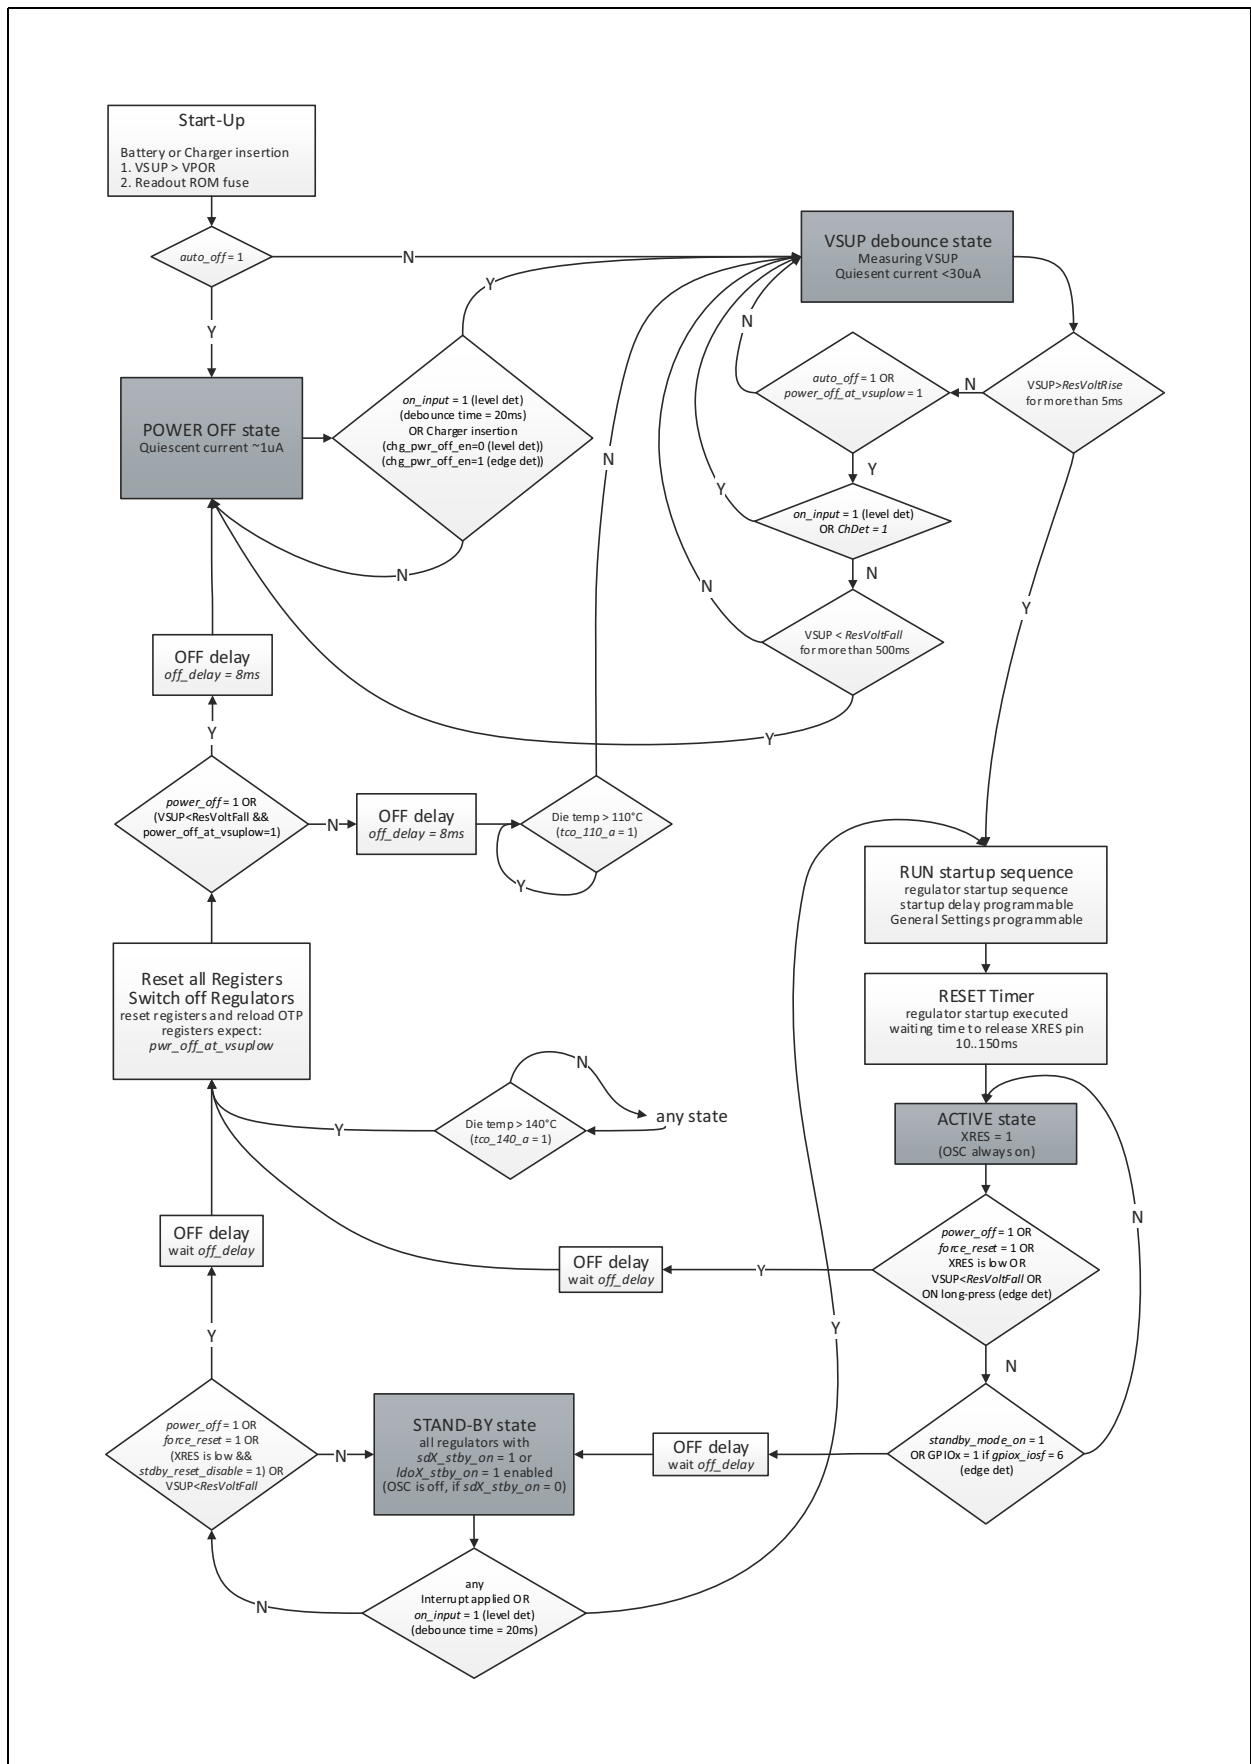 Start-Up
Battery or Charger insertion
1. VSUP > VPOR
2. Readout ROM fuse
auto_off = 1
N
Y
VSUP debounce state
Measuring VSUP
Quiesent current <30uA
Y
N
auto_off = 1 OR
power_off_at_vsuplow = 1
N
VSUP>ResVoltRise
for more than 5ms
POWER OFF state
Quiescent current ~1uA
on_input = 1 (level det)
(debounce time = 20ms)
OR Charger insertion
(chg_pwr_off_en=0 (level det))
(chg_pwr_off_en=1 (edge det))
N
Y
Y
on_input = 1 (level det)
OR ChDet = 1
N
N
N
Y
VSUP < ResVoltFall
for more than 500ms
OFF delay
off_delay = 8ms
Y
Y
power_off = 1 OR
(VSUP<ResVoltFall &&
power_off_at_vsuplow=1)
N
OFF delay
off_delay = 8ms
Die temp > 110°C
(tco_110_a = 1)
Y
RUN startup sequence
regulator startup sequence
startup delay programmable
General Settings programmable
Reset all Registers
Switch off Regulators
reset registers and reload OTP
registers expect:
pwr_off_at_vsuplow
RESET Timer
regulator startup executed
waiting time to release XRES pin
10..150ms
N
any state
Y
Die temp > 140°C
(tco_140_a = 1)
ACTIVE state
XRES = 1
(OSC always on)
N
OFF delay
wait off_delay
OFF delay
wait off_delay
Y
power_off = 1 OR
force_reset = 1 OR
XRES is low OR
VSUP<ResVoltFall OR
ON long-press (edge det)
Y
Y
N
power_off = 1 OR
force_reset = 1 OR
(XRES is low &&
stdby_reset_disable = 1) OR
VSUP<ResVoltFall
N
STAND-BY state
all regulators with
sdX_stby_on = 1 or
ldoX_stby_on = 1 enabled
(OSC is off, if sdX_stby_on = 0)
OFF delay
wait off_delay
standby_mode_on = 1
OR GPIOx = 1 if gpiox_iosf = 6
(edge det)
N
any
Interrupt applied OR
on_input = 1 (level det)
(debounce time = 20ms)